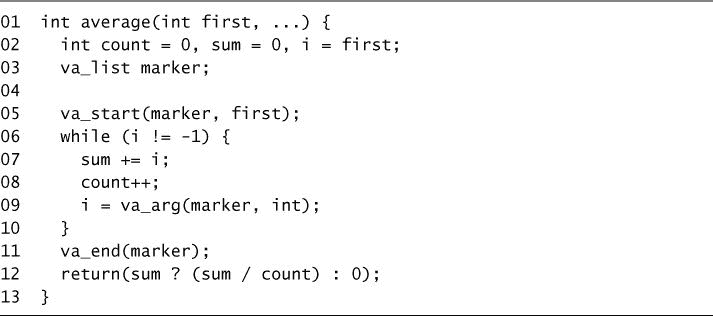 01  int average(int first, ...) {
02    int count = 0, sum = 0, i = first;
03    va_list marker;
04
05    va_start(marker, first);
06    while (i != -1) {
07      sum += i;
08      count++;
09      i = va_arg(marker, int);
10    }
11    va_end(marker);
12    return(sum ? (sum / count) : 0);
13  }